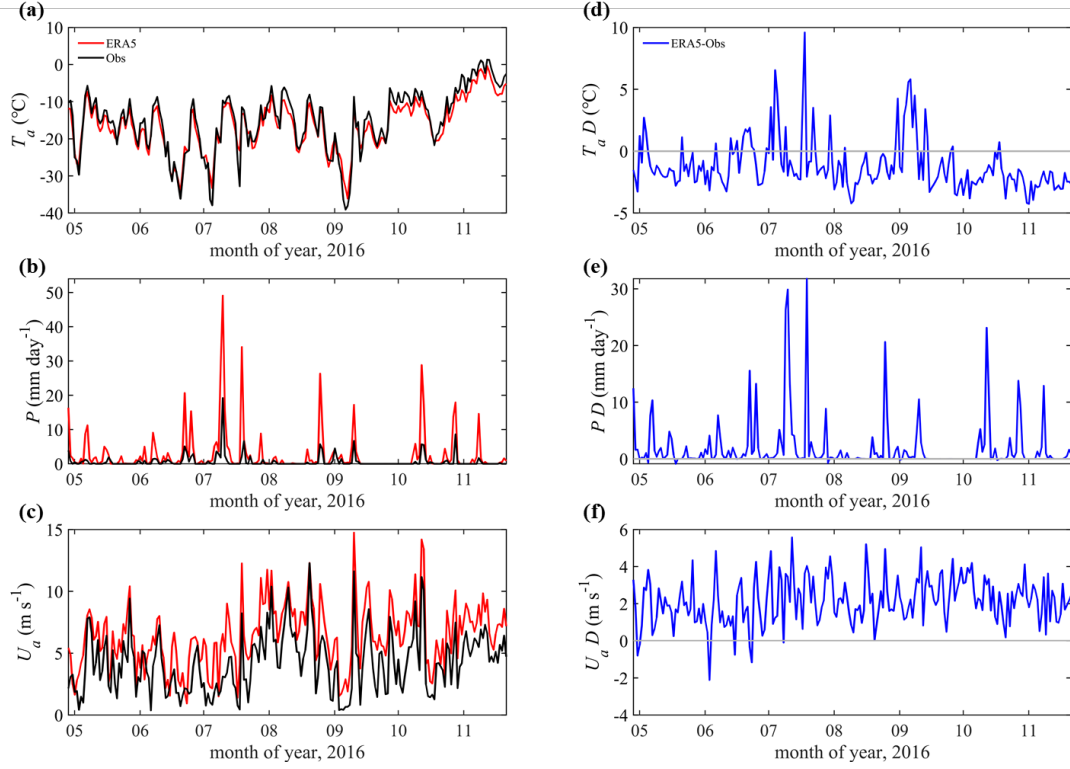 (a)
10
0
-10
-20
-30
-40
Tₐ (°C)
ERA5
Obs
05 06 07 08 09 10 11
month of year, 2016
(d)
10
5
0
-5
Tₐ D (°C)
ERA5-Obs
05 06 07 08 09 10 11
month of year, 2016
(b)
50
40
30
20
10
0
P (mm day⁻¹)
05 06 07 08 09 10 11
month of year, 2016
(e)
30
20
10
0
P D (mm day⁻¹)
05 06 07 08 09 10 11
month of year, 2016
(c)
15
10
5
0
Uₐ (m s⁻¹)
05 06 07 08 09 10 11
month of year, 2016
(f)
6
4
2
0
-2
-4
Uₐ D (m s⁻¹)
05 06 07 08 09 10 11
month of year, 2016